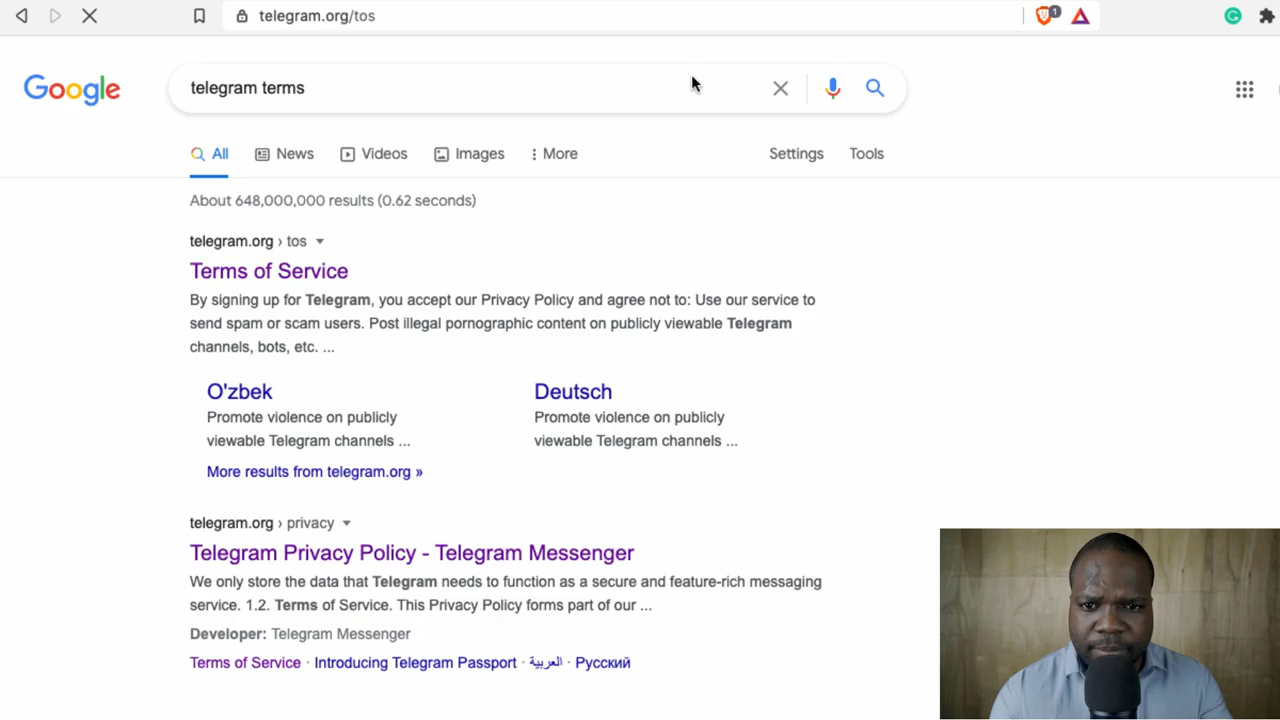 telegram.org/tos
1
Google
telegram terms
All
News
Videos
Images
More
Settings
Tools
About 648,000,000 results (0.62 seconds)
telegram.org › tos
Terms of Service
By signing up for Telegram, you accept our Privacy Policy and agree not to: Use our service to
send spam or scam users. Post illegal pornographic content on publicly viewable Telegram
channels, bots, etc. ...
O'zbek
Promote violence on publicly
viewable Telegram channels ...
Deutsch
Promote violence on publicly
viewable Telegram channels ...
More results from telegram.org »
telegram.org › privacy
Telegram Privacy Policy - Telegram Messenger
We only store the data that Telegram needs to function as a secure and feature-rich messaging
service. 1.2. Terms of Service. This Privacy Policy forms part of our ...
Developer: Telegram Messenger
Terms of Service · Introducing Telegram Passport · العربية · Русский